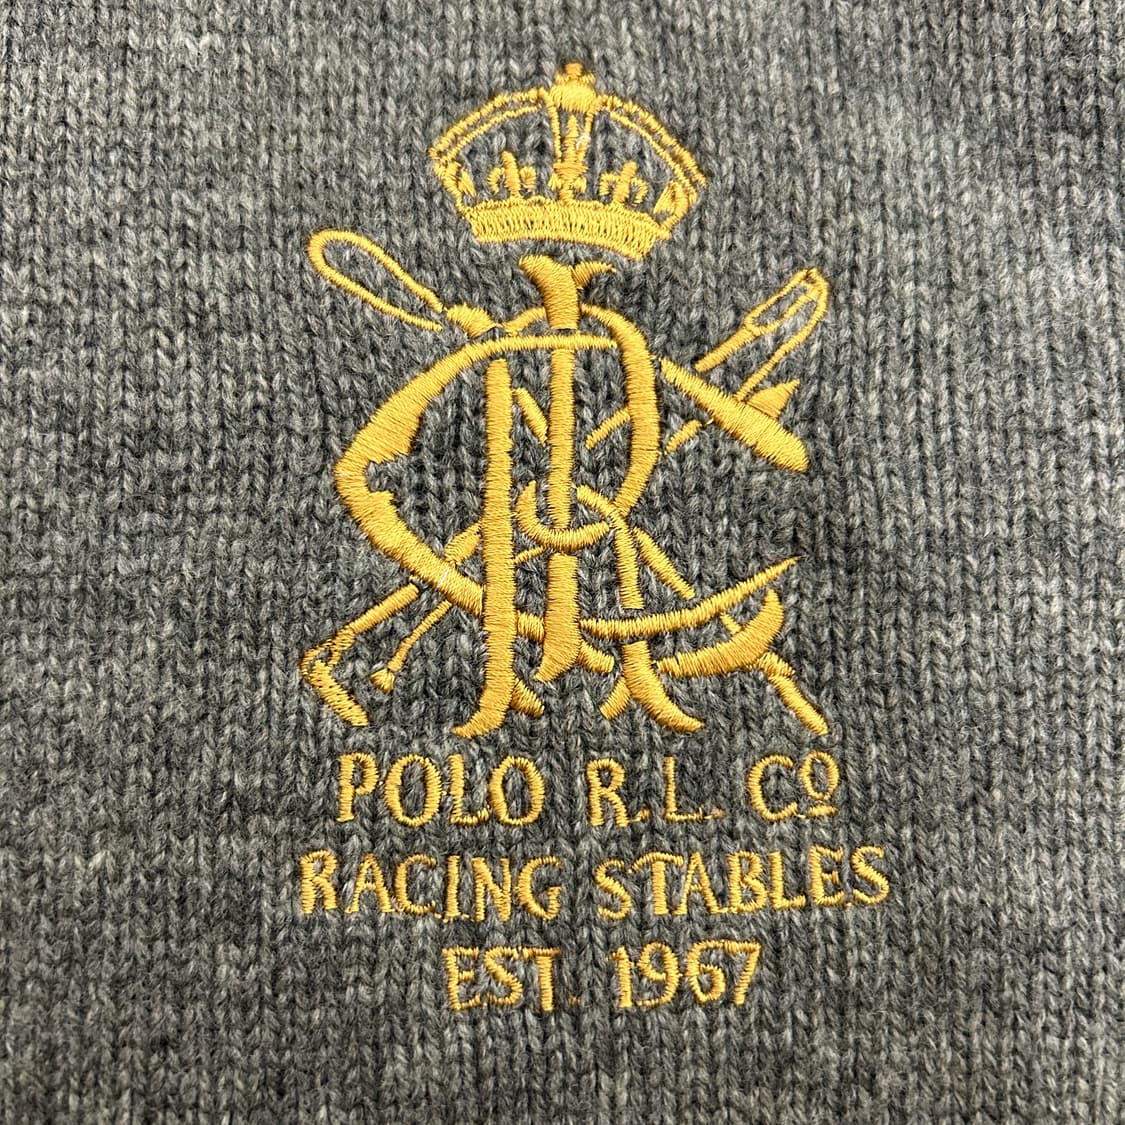 POLO R.L. Cº
RACING STABLES
EST. 1967